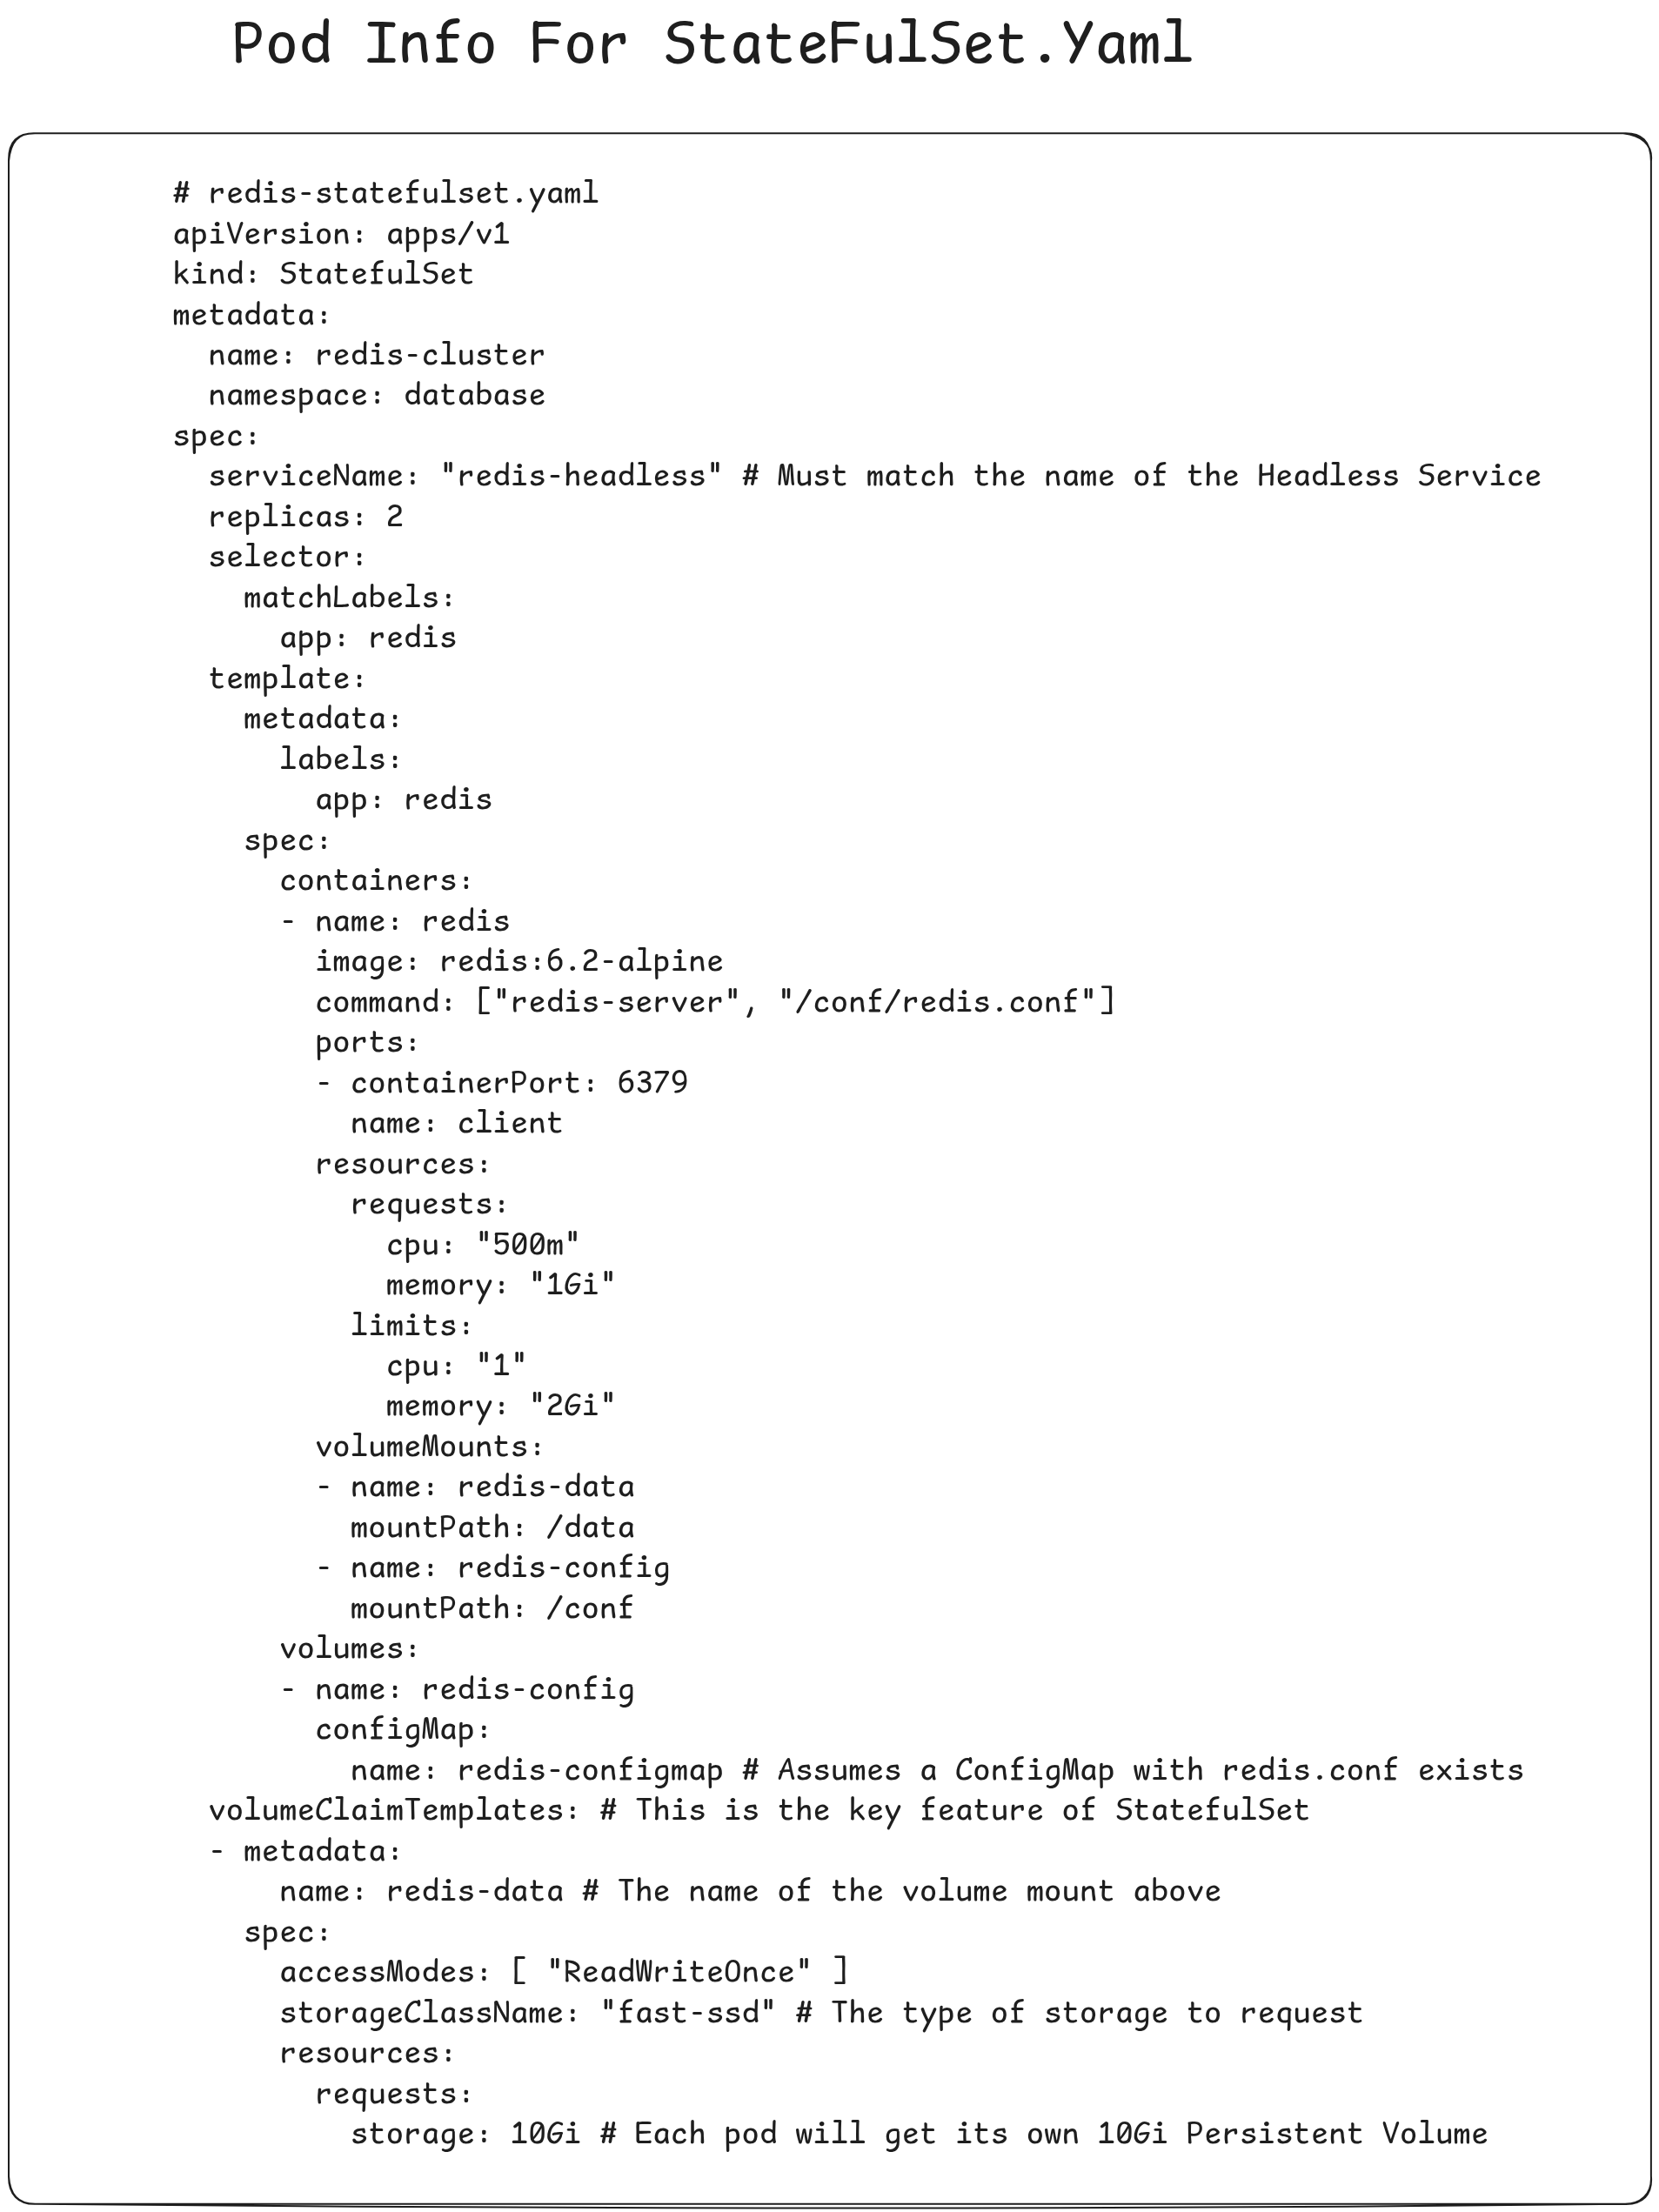 Pod Info For StateFulSet.Yaml
# redis-statefulset.yaml
apiVersion: apps/v1
kind: StatefulSet
metadata:
  name: redis-cluster
  namespace: database
spec:
  serviceName: "redis-headless" # Must match the name of the Headless Service
  replicas: 2
  selector:
    matchLabels:
      app: redis
  template:
    metadata:
      labels:
        app: redis
    spec:
      containers:
      - name: redis
        image: redis:6.2-alpine
        command: ["redis-server", "/conf/redis.conf"]
        ports:
        - containerPort: 6379
          name: client
        resources:
          requests:
            cpu: "500m"
            memory: "1Gi"
          limits:
            cpu: "1"
            memory: "2Gi"
        volumeMounts:
        - name: redis-data
          mountPath: /data
        - name: redis-config
          mountPath: /conf
      volumes:
      - name: redis-config
        configMap:
          name: redis-configmap # Assumes a ConfigMap with redis.conf exists
  volumeClaimTemplates: # This is the key feature of StatefulSet
  - metadata:
      name: redis-data # The name of the volume mount above
    spec:
      accessModes: [ "ReadWriteOnce" ]
      storageClassName: "fast-ssd" # The type of storage to request
      resources:
        requests:
          storage: 10Gi # Each pod will get its own 10Gi Persistent Volume